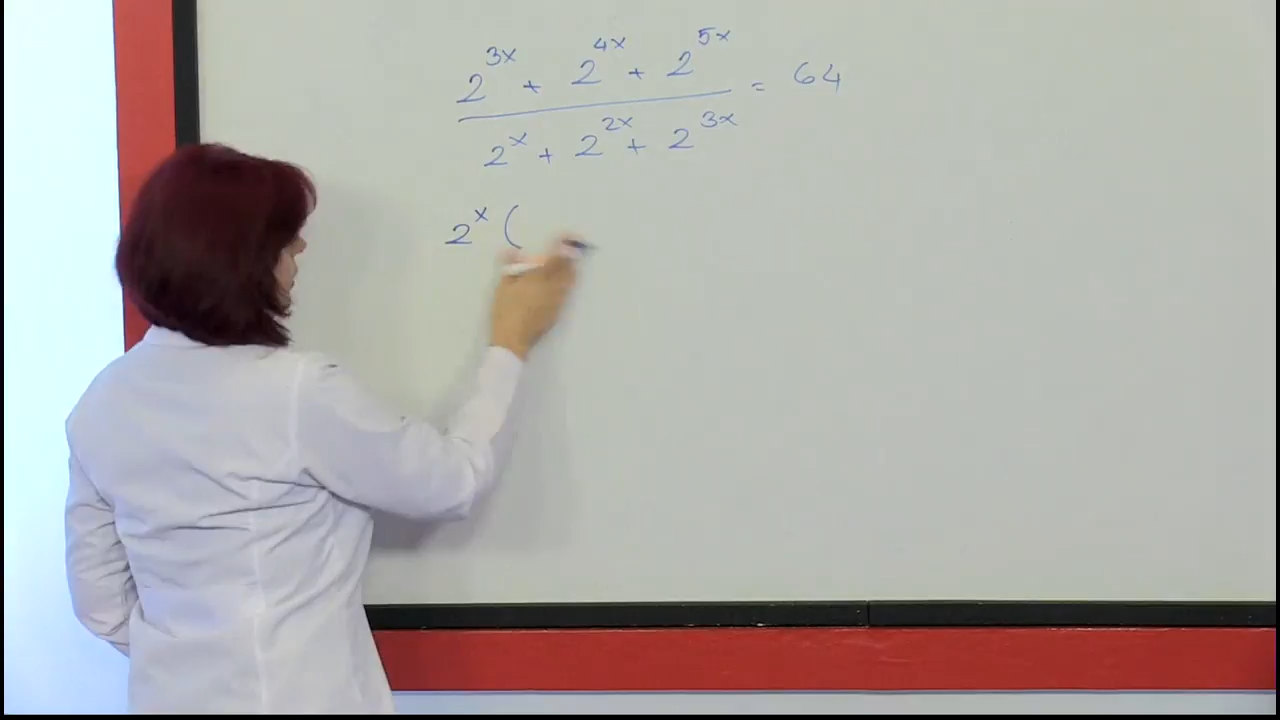 2^{3x} + 2^{4x} + 2^{5x}
2^x + 2^{2x} + 2^{3x}
= 64
2^x (